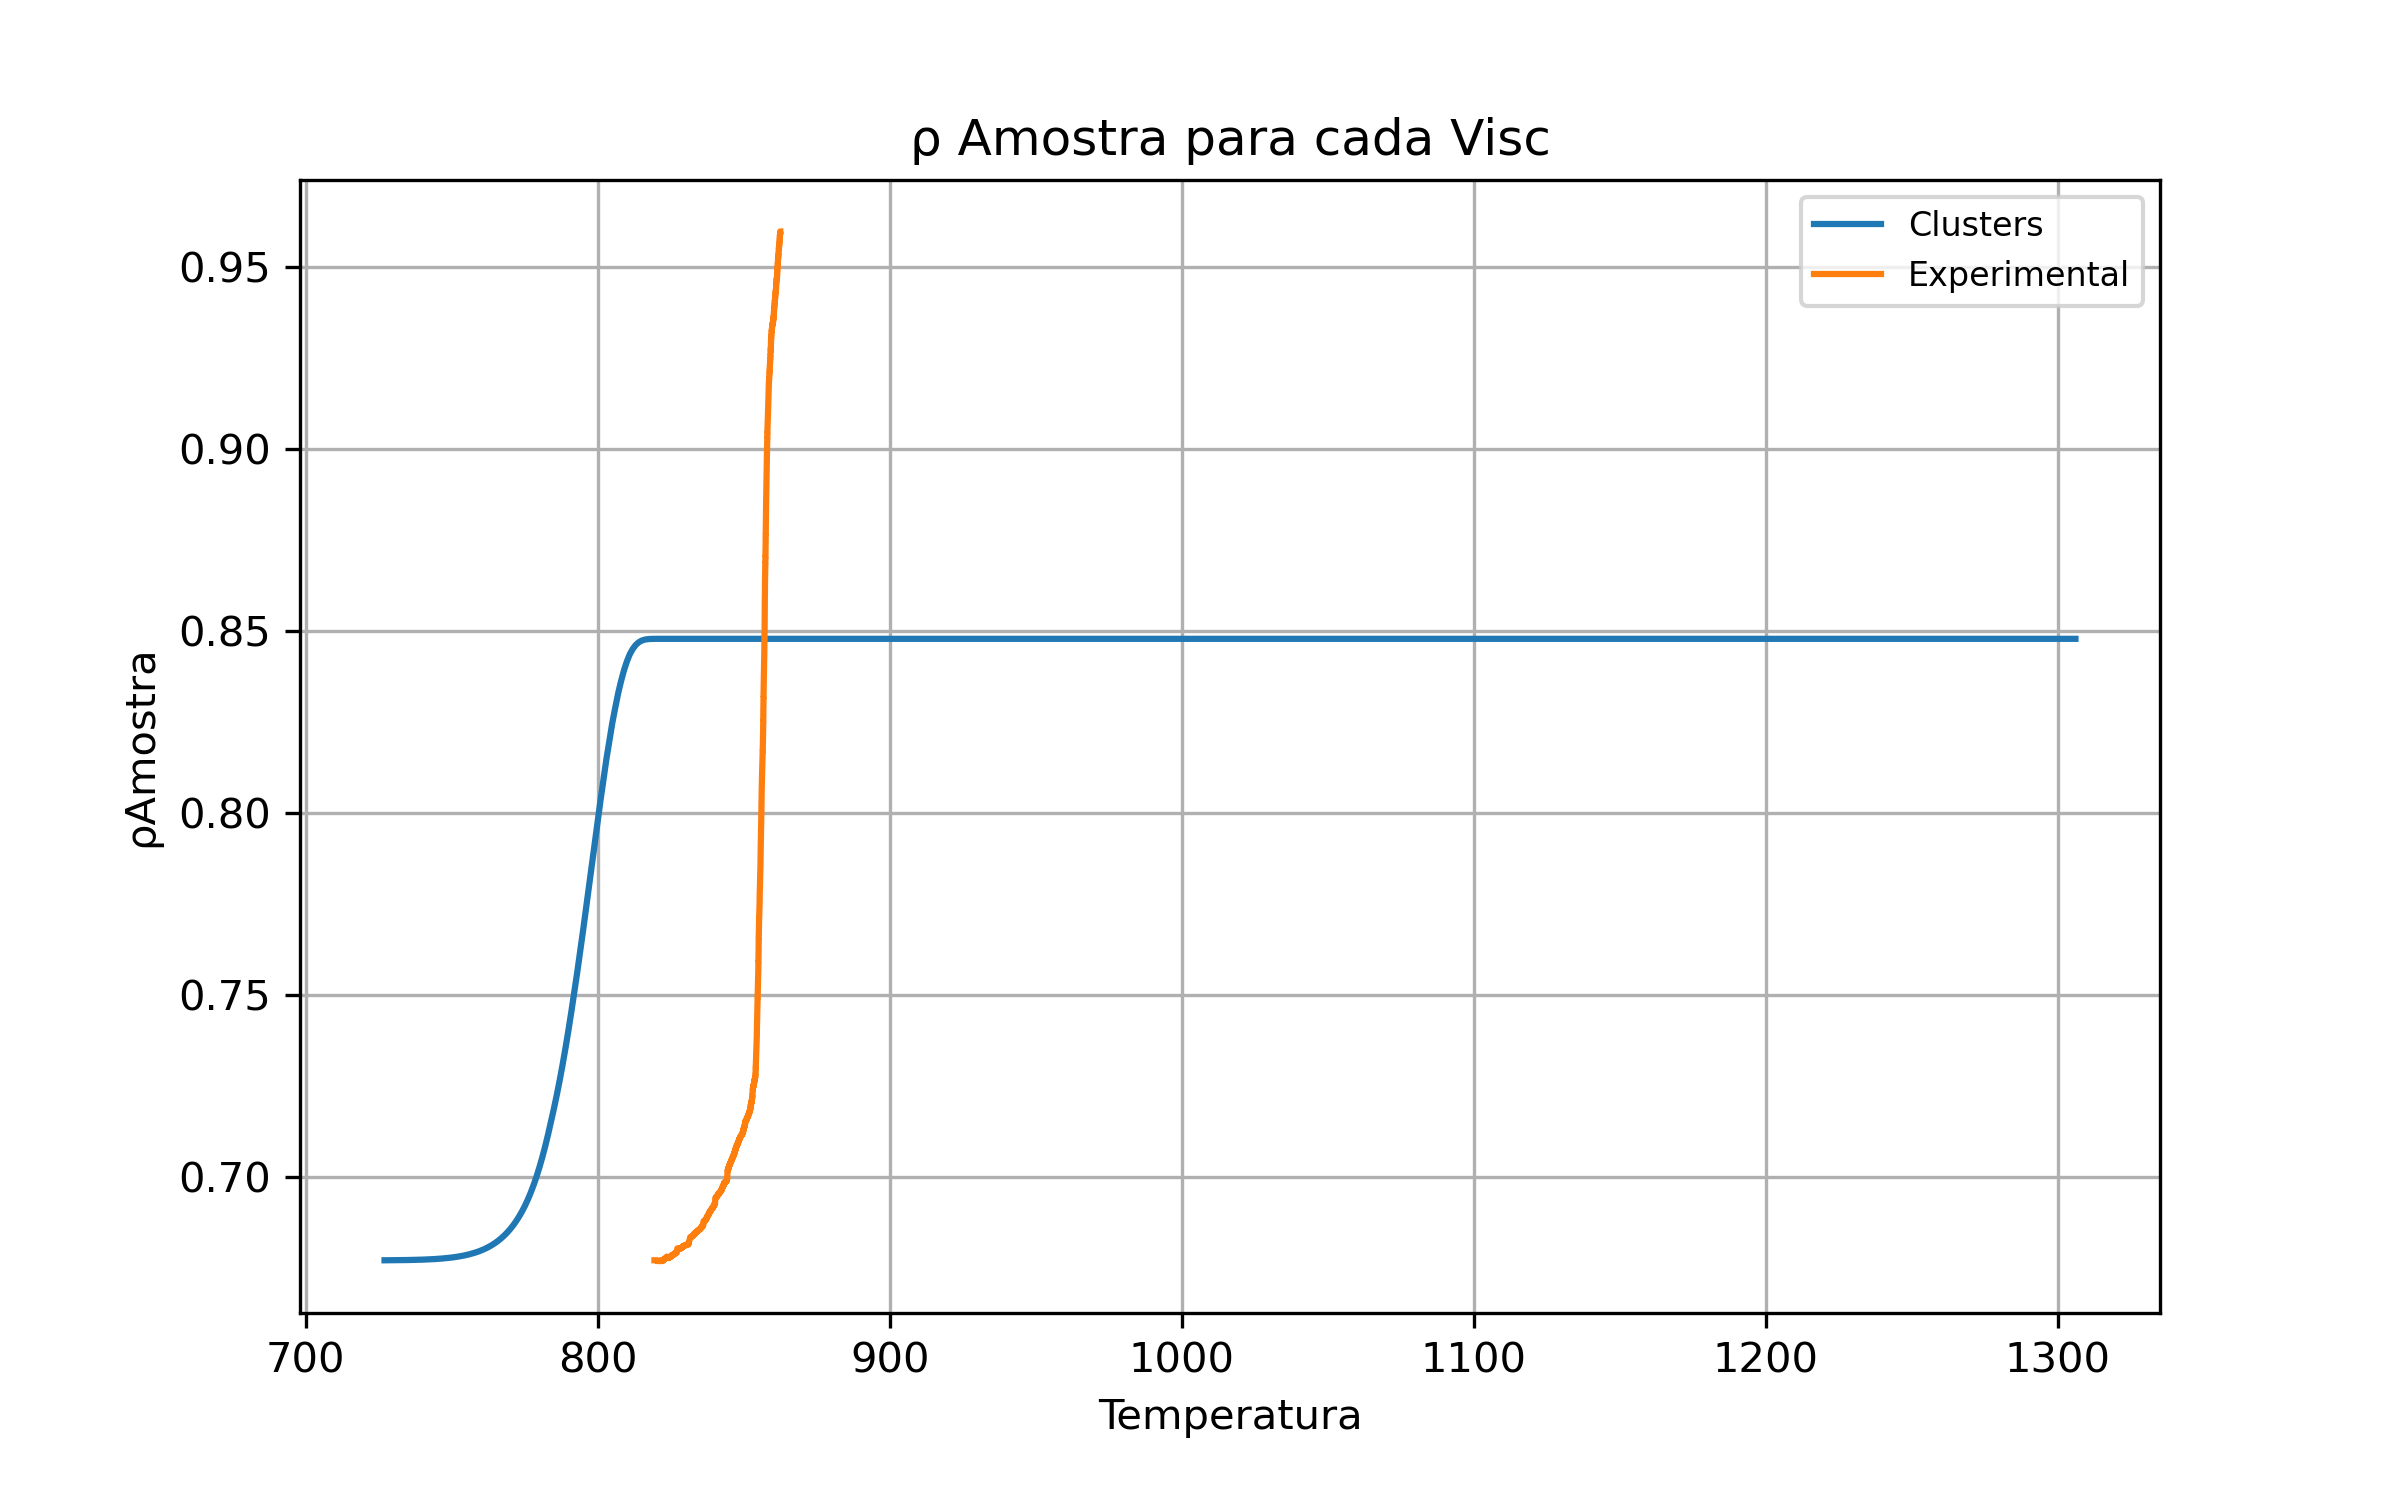 ρ Amostra para cada Visc
Clusters
Experimental
0.95
0.90
0.85
0.80
0.75
0.70
ρAmostra
700 800 900 1000 1100 1200 1300
Temperatura